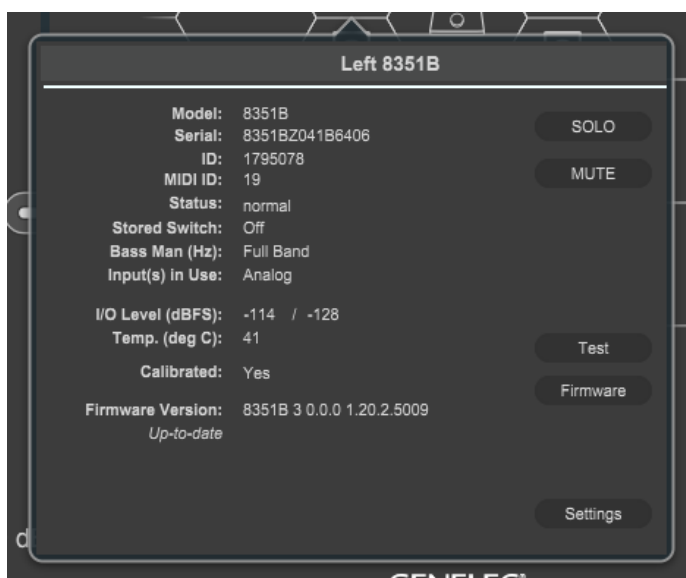 Left 8351B
Model: 8351B
Serial: 8351BZ041B6406
ID: 1795078
MIDI ID: 19
Status: normal
Stored Switch: Off
Bass Man (Hz): Full Band
Input(s) in Use: Analog
I/O Level (dBFS): -114 / -128
Temp. (deg C): 41
Calibrated: Yes
Firmware Version: 8351B 3 0.0.0 1.20.2.5009
Up-to-date
SOLO
MUTE
Test
Firmware
Settings